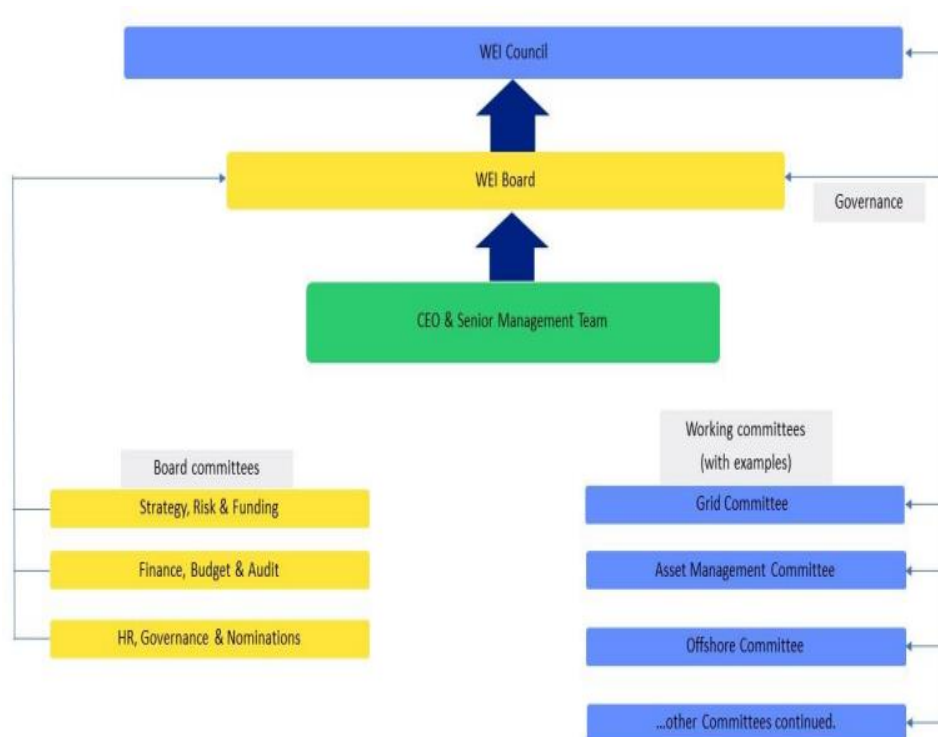 WEI Council
WEI Board
Governance
CEO & Senior Management Team
Board committees
Strategy, Risk & Funding
Finance, Budget & Audit
HR, Governance & Nominations
Working committees
(with examples)
Grid Committee
Asset Management Committee
Offshore Committee
...other Committees continued.